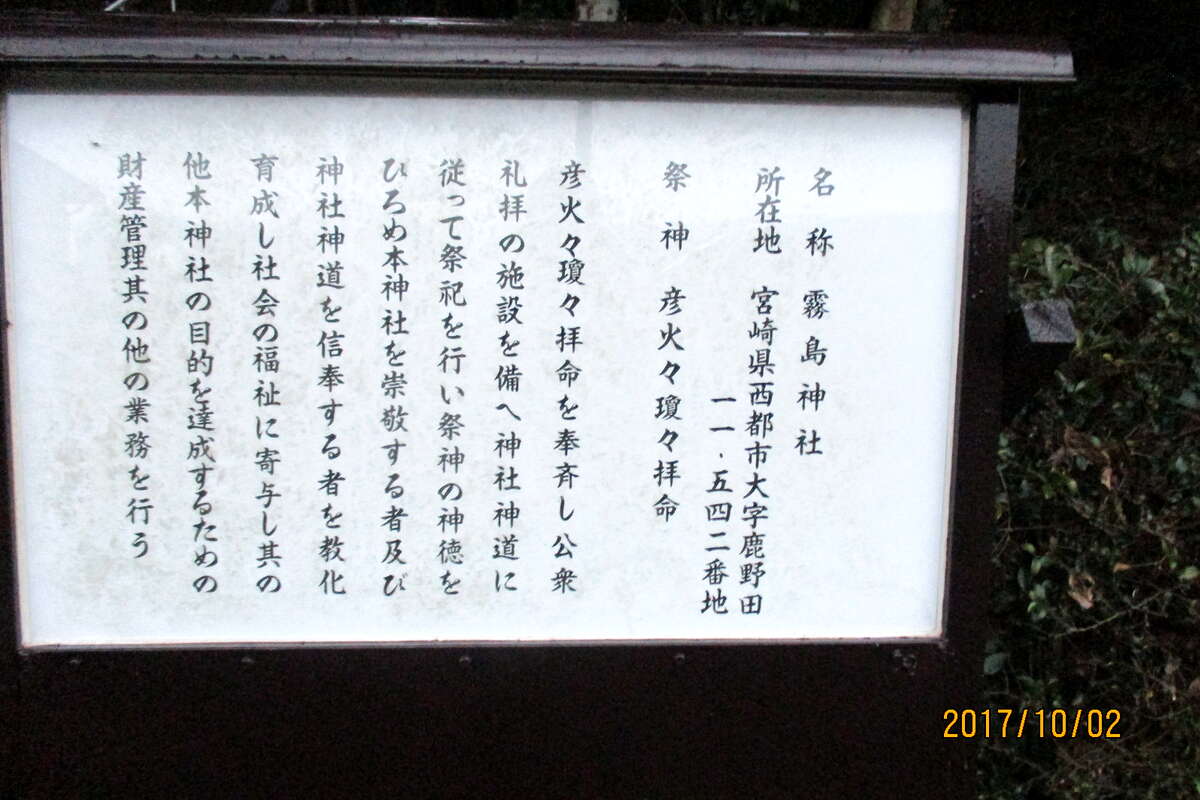 名称 霧島神社
所在地 宮崎県西都市大字鹿野田
一一・五四二番地
祭神 彦火々瓊々拝命
彦火々瓊々拝命を奉斉し公衆
礼拝の施設を備へ神社神道に
従って祭祀を行い祭神の神徳を
ひろめ本神社を崇敬する者及び
神社神道を信奉する者を教化
育成し社会の福祉に寄与し其の
他本神社の目的を達成するための
財産管理其の他の業務を行う
2017/10/02